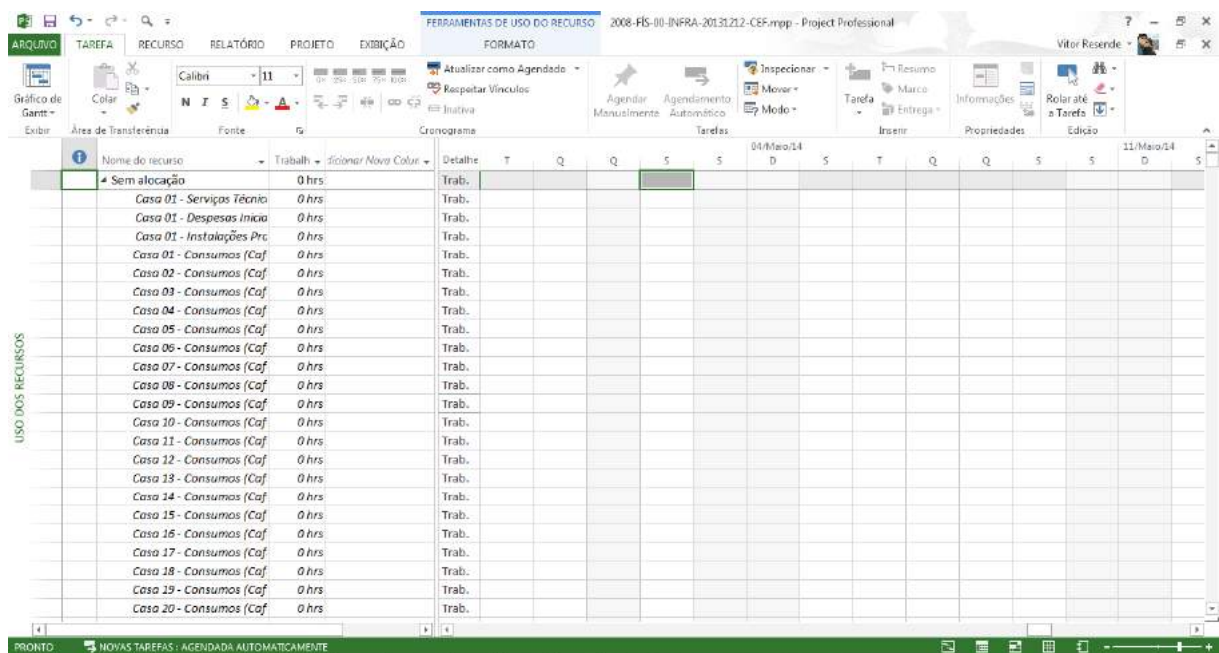 FERRAMENTAS DE USO DO RECURSO 2008-FÍS-00-INFRA-20131212-CEF.mpp - Project Professional
ARQUIVO TAREFA RECURSO RELATÓRIO PROJETO EXIBIÇÃO FORMATO Vitor Resende
Calibri 11 Atualizar como Agendado Inspecionar Resumo
Respeitar Vínculos Mover Marco
N I S A Inativa Modo Entrega
Gráfico de Gantt Colar Agendar Manualmente Agendamento Automático Tarefa Informações Rolar até a Tarefa
Exibir Área de Transferência Fonte Cronograma Tarefas Inserir Propriedades Edição
04/Maio/14 11/Maio/14
Nome do recurso Trabalh dicionar Nova Colun Detalhe T Q Q S S D S T Q Q S S D S
Sem alocação 0 hrs Trab.
Casa 01 - Serviços Técnic 0 hrs Trab.
Casa 01 - Despesas Inicia 0 hrs Trab.
Casa 01 - Instalações Prc 0 hrs Trab.
Casa 01 - Consumos (Caf 0 hrs Trab.
Casa 02 - Consumos (Caf 0 hrs Trab.
Casa 03 - Consumos (Caf 0 hrs Trab.
Casa 04 - Consumos (Caf 0 hrs Trab.
Casa 05 - Consumos (Caf 0 hrs Trab.
Casa 06 - Consumos (Caf 0 hrs Trab.
Casa 07 - Consumos (Caf 0 hrs Trab.
Casa 08 - Consumos (Caf 0 hrs Trab.
Casa 09 - Consumos (Caf 0 hrs Trab.
Casa 10 - Consumos (Caf 0 hrs Trab.
Casa 11 - Consumos (Caf 0 hrs Trab.
Casa 12 - Consumos (Caf 0 hrs Trab.
Casa 13 - Consumos (Caf 0 hrs Trab.
Casa 14 - Consumos (Caf 0 hrs Trab.
Casa 15 - Consumos (Caf 0 hrs Trab.
Casa 16 - Consumos (Caf 0 hrs Trab.
Casa 17 - Consumos (Caf 0 hrs Trab.
Casa 18 - Consumos (Caf 0 hrs Trab.
Casa 19 - Consumos (Caf 0 hrs Trab.
Casa 20 - Consumos (Caf 0 hrs Trab.
USO DOS RECURSOS
PRONTO NOVAS TAREFAS : AGENDADA AUTOMATICAMENTE